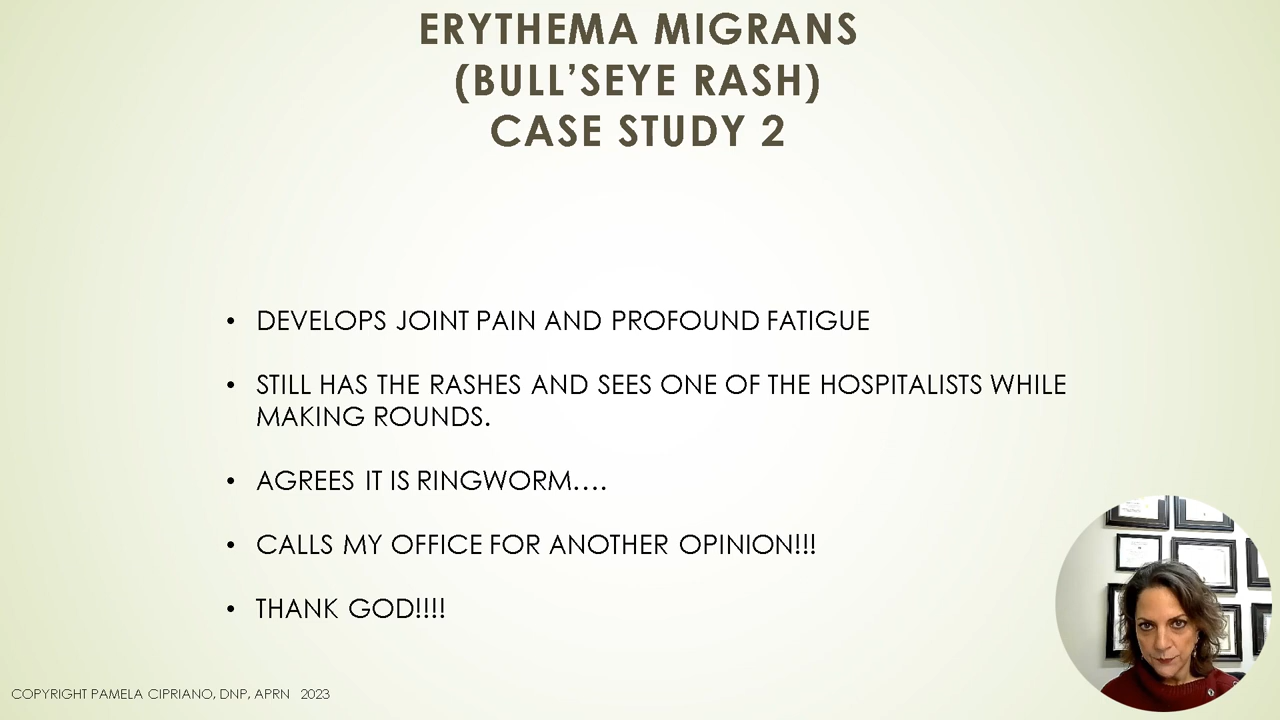 ERYTHEMA MIGRANS
(BULL’SEYE RASH)
CASE STUDY 2
• DEVELOPS JOINT PAIN AND PROFOUND FATIGUE
• STILL HAS THE RASHES AND SEES ONE OF THE HOSPITALISTS WHILE
MAKING ROUNDS.
• AGREES IT IS RINGWORM....
• CALLS MY OFFICE FOR ANOTHER OPINION!!!
• THANK GOD!!!!
COPYRIGHT PAMELA CIPRIANO, DNP, APRN 2023